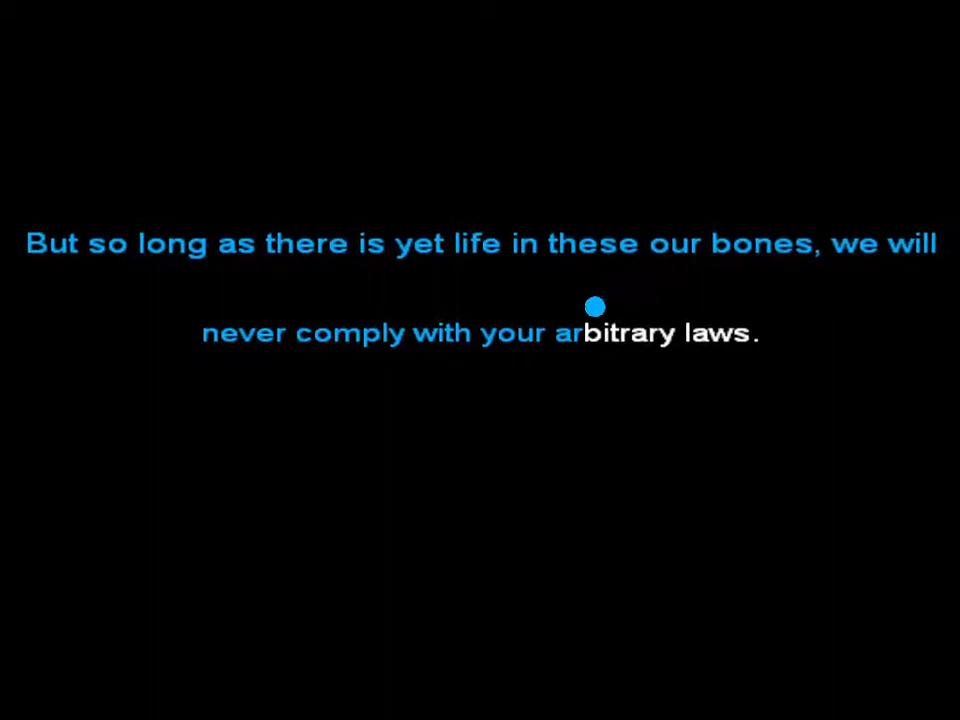 But so long as there is yet life in these our bones, we will
never comply with your arbitrary laws.